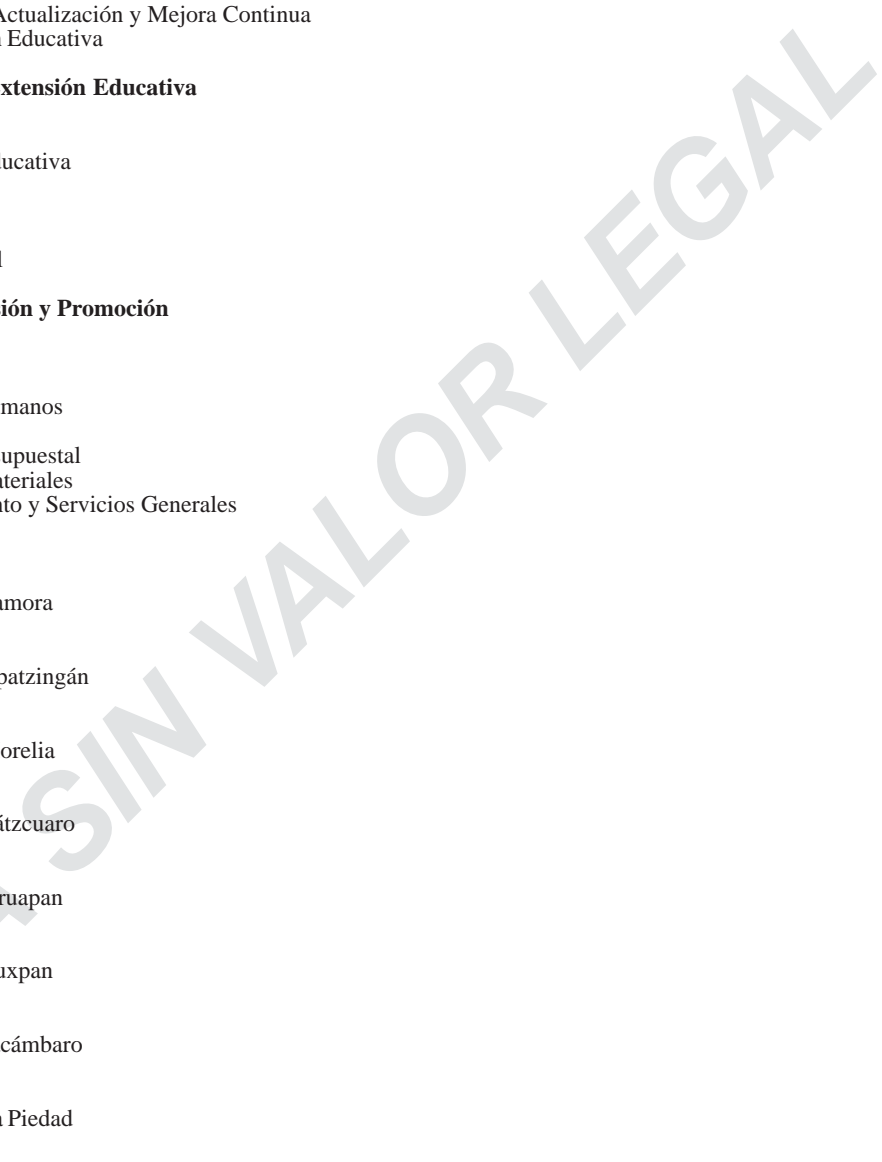 Actualización y Mejora Continua
Educativa
xtensión Educativa
ucativa
l
sión y Promoción
manos
upuestal
ateriales
nto y Servicios Generales
amora
patzingán
orelia
átzcuaro
ruapan
uxpan
cámbaro
a Piedad
A SIN VALOR LEGAL